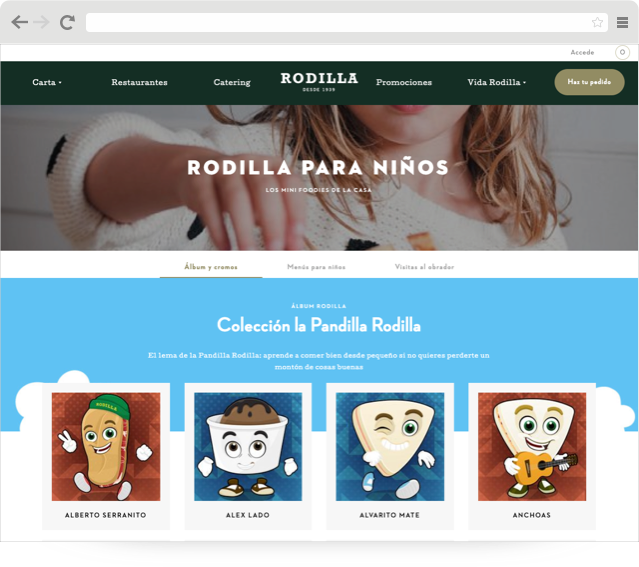 Accede 0
Carta Restaurantes Catering RODILLA Promociones Vida Rodilla Haz tu pedido
DESDE 1939
RODILLA PARA NIÑOS
LOS MINI FOODIES DE LA CASA
Álbum y cromos Menús para niños Visitas al obrador
ÁLBUM RODILLA
Colección la Pandilla Rodilla
El lema de la Pandilla Rodilla: aprende a comer bien desde pequeño si no quieres perderte un
montón de cosas buenas
RODILLA
ALBERTO SERRANITO ALEX LADO ALVARITO MATE ANCHOAS